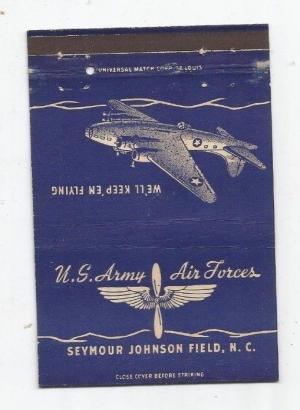 UNIVERSAL MATCH CORP., ST. LOUIS
WE'LL KEEP 'EM FLYING
U.S. Army Air Forces
SEYMOUR JOHNSON FIELD, N. C.
CLOSE COVER BEFORE STRIKING